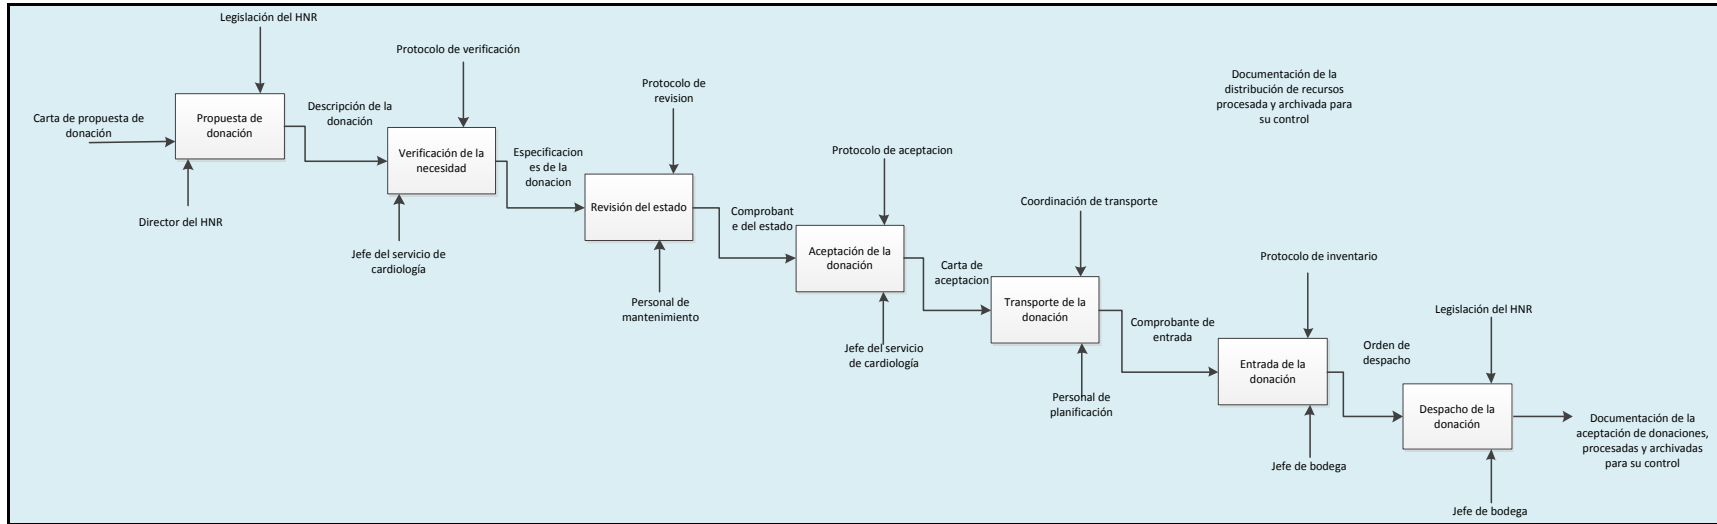 Legislación del HNR
Protocolo de verificación
Carta de propuesta de
donación
Propuesta de
donación
Descripción de la
donación
Director del HNR
Verificación de la
necesidad
Jefe del servicio de
cardiología
Protocolo de
revision
Especificacion
es de la
donacion
Revisión del estado
Personal de
mantenimiento
Comprobant
e del estado
Protocolo de aceptacion
Aceptación de la
donación
Jefe del servicio
de cardiología
Carta de
aceptacion
Coordinación de transporte
Transporte de la
donación
Personal de
planificación
Comprobante de
entrada
Documentación de la
distribución de recursos
procesada y archivada para
su control
Protocolo de inventario
Entrada de la
donación
Jefe de bodega
Orden de
despacho
Legislación del HNR
Despacho de la
donación
Jefe de bodega
Documentación de la
aceptación de donaciones,
procesadas y archivadas
para su control